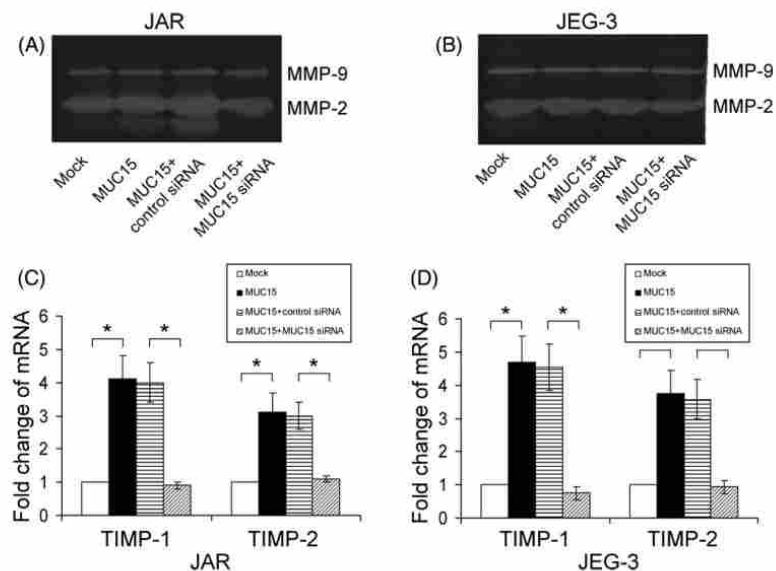 JAR
(A)
MMP-9
MMP-2
Mock
MUC15
MUC15+
control siRNA
MUC15+
MUC15 siRNA
JEG-3
(B)
MMP-9
MMP-2
Mock
MUC15
MUC15+
control siRNA
MUC15+
MUC15 siRNA
(C)
Mock
MUC15
MUC15+control siRNA
MUC15+MUC15 siRNA
Fold change of mRNA
6
5
4
3
2
1
0
* * * *
TIMP-1 TIMP-2
JAR
(D)
Mock
MUC15
MUC15+control siRNA
MUC15+MUC15 siRNA
Fold change of mRNA
7
6
5
4
3
2
1
0
* *
TIMP-1 TIMP-2
JEG-3